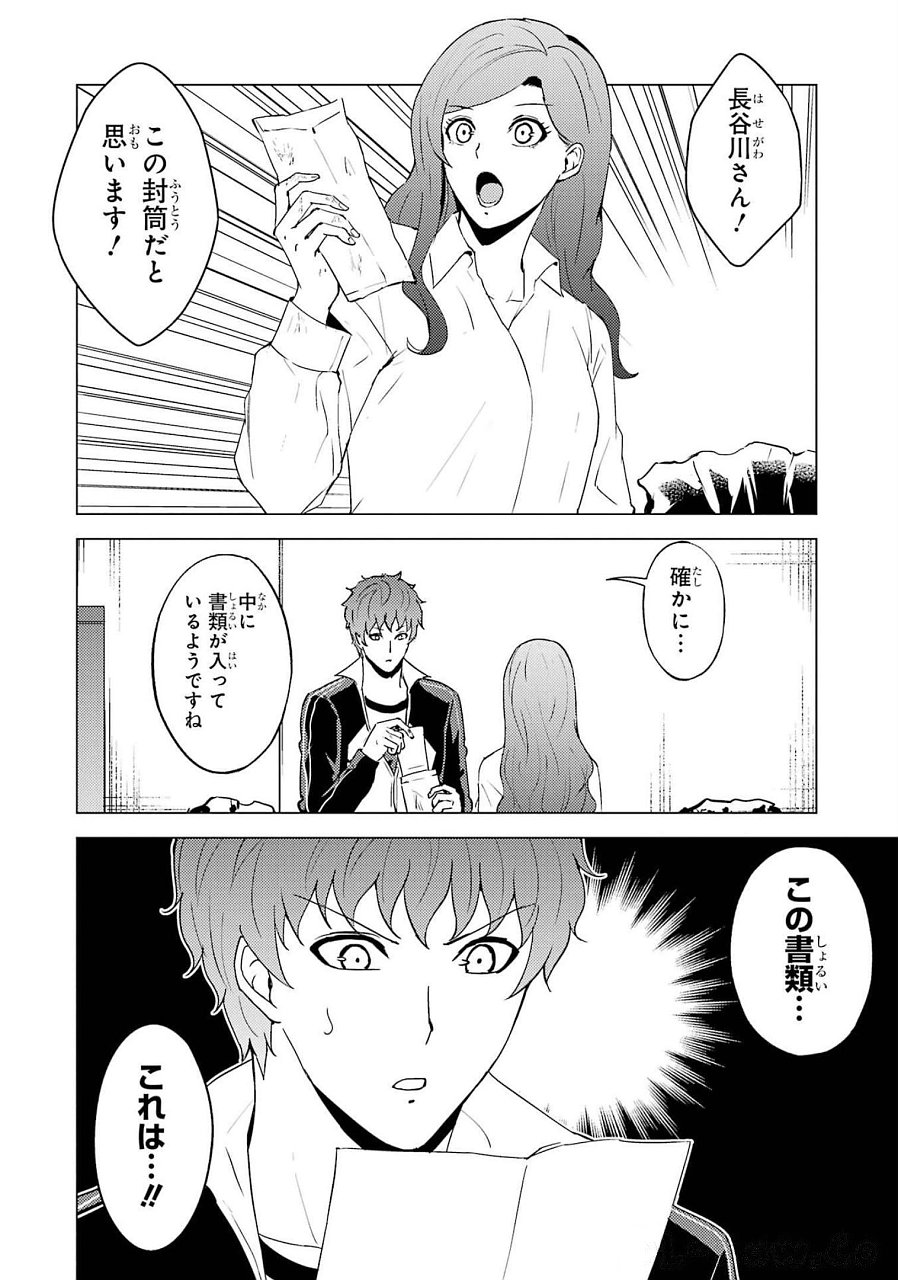 長谷川さん！
この封筒だと
思います！
確かに…
中に
書類が入って
いるようですね
この書類…
これは…!!